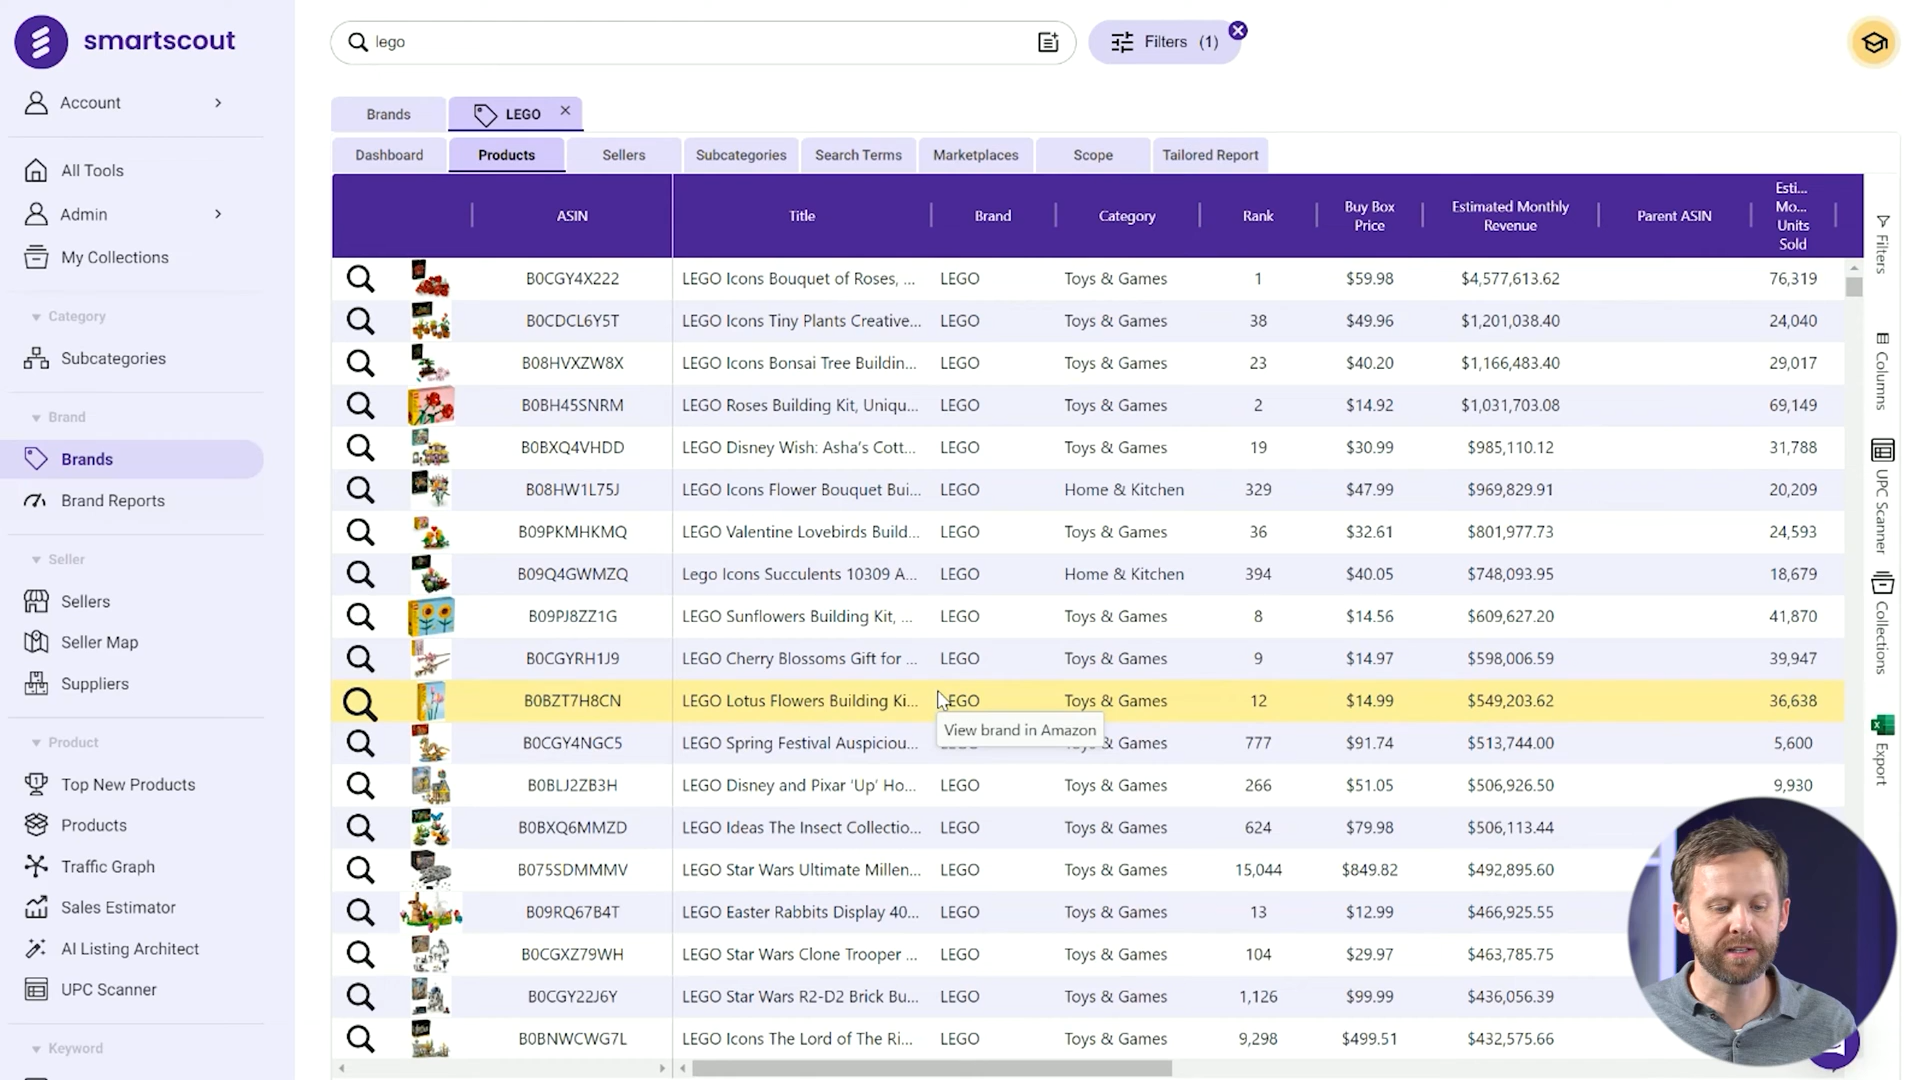 smartscout
lego
Filters (1)
Account
All Tools
Admin
My Collections
Category
Subcategories
Brand
Brands
Brand Reports
Seller
Sellers
Seller Map
Suppliers
Product
Top New Products
Products
Traffic Graph
Sales Estimator
AI Listing Architect
UPC Scanner
Keyword
Brands LEGO
Dashboard Products Sellers Subcategories Search Terms Marketplaces Scope Tailored Report
ASIN Title Brand Category Rank Buy Box Price Estimated Monthly Revenue Parent ASIN Esti... Mo... Units Sold
B0CGY4X222 LEGO Icons Bouquet of Roses, ... LEGO Toys & Games 1 $59.98 $4,577,613.62 76,319
B0CDCL6Y5T LEGO Icons Tiny Plants Creative... LEGO Toys & Games 38 $49.96 $1,201,038.40 24,040
B08HVXZW8X LEGO Icons Bonsai Tree Buildin... LEGO Toys & Games 23 $40.20 $1,166,483.40 29,017
B0BH45SNRM LEGO Roses Building Kit, Uniqu... LEGO Toys & Games 2 $14.92 $1,031,703.08 69,149
B0BXQ4VHDD LEGO Disney Wish: Asha’s Cott... LEGO Toys & Games 19 $30.99 $985,110.12 31,788
B08HW1L75J LEGO Icons Flower Bouquet Bui... LEGO Home & Kitchen 329 $47.99 $969,829.91 20,209
B09PKMHKMQ LEGO Valentine Lovebirds Build... LEGO Toys & Games 36 $32.61 $801,977.73 24,593
B09Q4GWMZQ Lego Icons Succulents 10309 A... LEGO Home & Kitchen 394 $40.05 $748,093.95 18,679
B09PJ8ZZ1G LEGO Sunflowers Building Kit, ... LEGO Toys & Games 8 $14.56 $609,627.20 41,870
B0CGYRH1J9 LEGO Cherry Blossoms Gift for ... LEGO Toys & Games 9 $14.97 $598,006.59 39,947
B0BZT7H8CN LEGO Lotus Flowers Building Ki... LEGO Toys & Games 12 $14.99 $549,203.62 36,638
View brand in Amazon
B0CGY4NGC5 LEGO Spring Festival Auspiciou... & Games 777 $91.74 $513,744.00 5,600
B0BLJ2ZB3H LEGO Disney and Pixar ‘Up’ Ho... LEGO Toys & Games 266 $51.05 $506,926.50 9,930
B0BXQ6MMZD LEGO Ideas The Insect Collectio... LEGO Toys & Games 624 $79.98 $506,113.44
B075SDMMMV LEGO Star Wars Ultimate Millen... LEGO Toys & Games 15,044 $849.82 $492,895.60
B09RQ67B4T LEGO Easter Rabbits Display 40... LEGO Toys & Games 13 $12.99 $466,925.55
B0CGXZ79WH LEGO Star Wars Clone Trooper ... LEGO Toys & Games 104 $29.97 $463,785.75
B0CGY22J6Y LEGO Star Wars R2-D2 Brick Bu... LEGO Toys & Games 1,126 $99.99 $436,056.39
B0BNWCWG7L LEGO Icons The Lord of The Ri... LEGO Toys & Games 9,298 $499.51 $432,575.66
Filters
Columns
UPC Scanner
Collections
Export